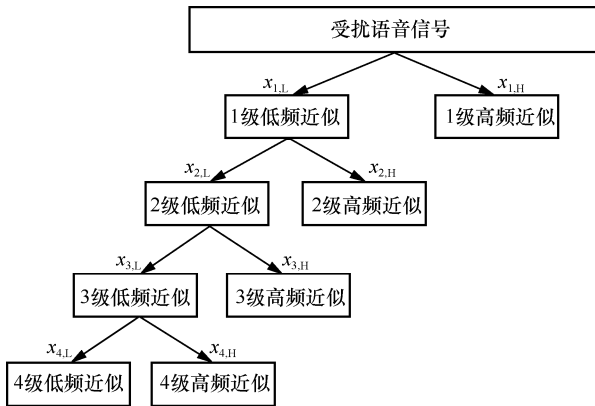 受扰语音信号
x1,L
x1,H
1级低频近似
1级高频近似
x2,L
x2,H
2级低频近似
2级高频近似
x3,L
x3,H
3级低频近似
3级高频近似
x4,L
x4,H
4级低频近似
4级高频近似